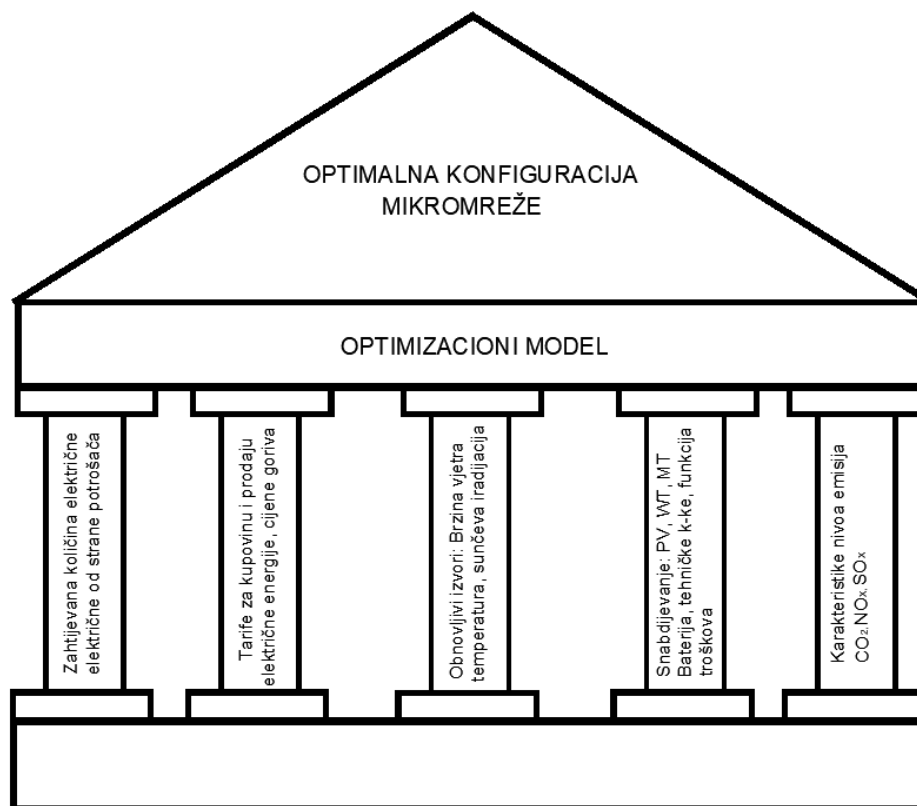 OPTIMALNA KONFIGURACIJA
MIKROMREŽE
OPTIMIZACIONI MODEL
Zahtijevana količina električne
električne od strane potrošača
Tarife za kupovinu i prodaju
električne energije, cijene goriva
Obnovljivi izvori: Brzina vjetra
temperatura, sunčeva iradijacija
Snabdijevanje: PV, WT, MT
Baterija, tehničke k-ke, funkcija
troškova
Karakteristike nivoa emisija
CO2,NOx,SOx